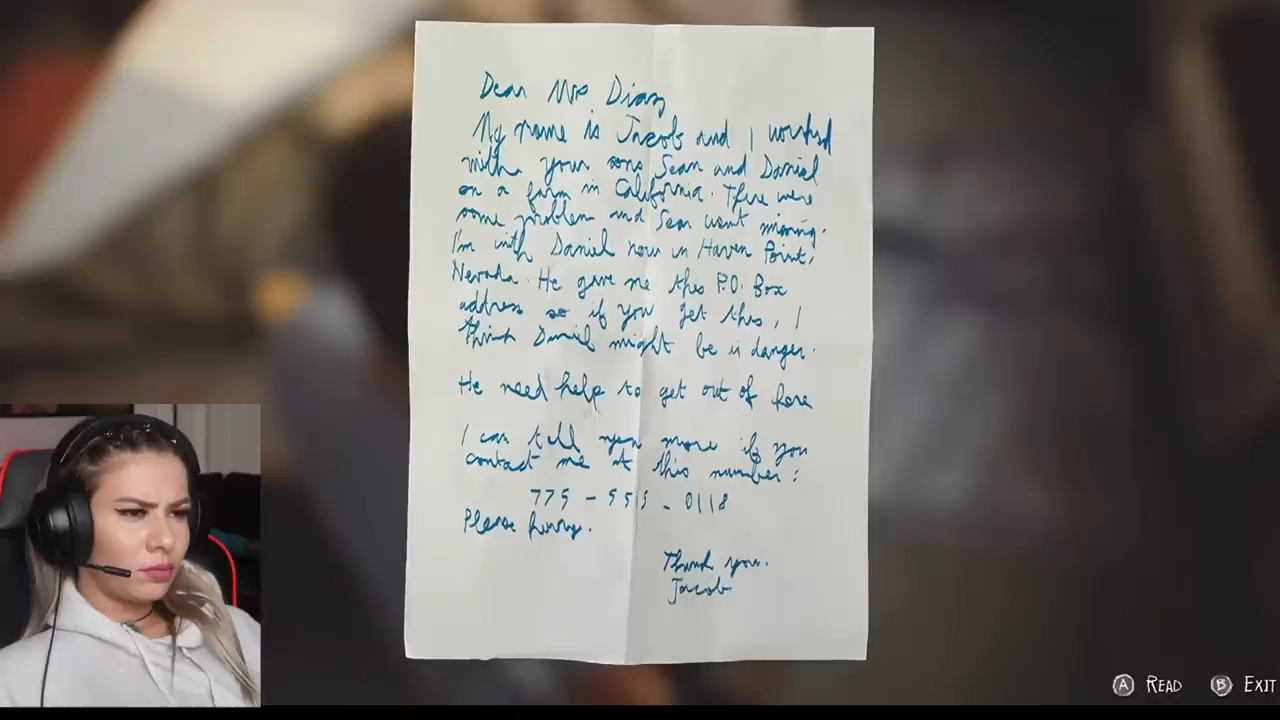 Dear Mrs Diaz
My name is Jacob and I worked
with your sons Sean and Daniel
on a farm in California. There were
some problem and Sean went missing.
I'm with Daniel now in Haven Point,
Nevada. He gave me this P.O. Box
address so if you get this, I
think Daniel might be in danger.
He need help to get out of here
I can tell you more if you
contact me at this number:
775-555-0118
Please hurry.
Thank you.
Jacob
A READ B EXIT